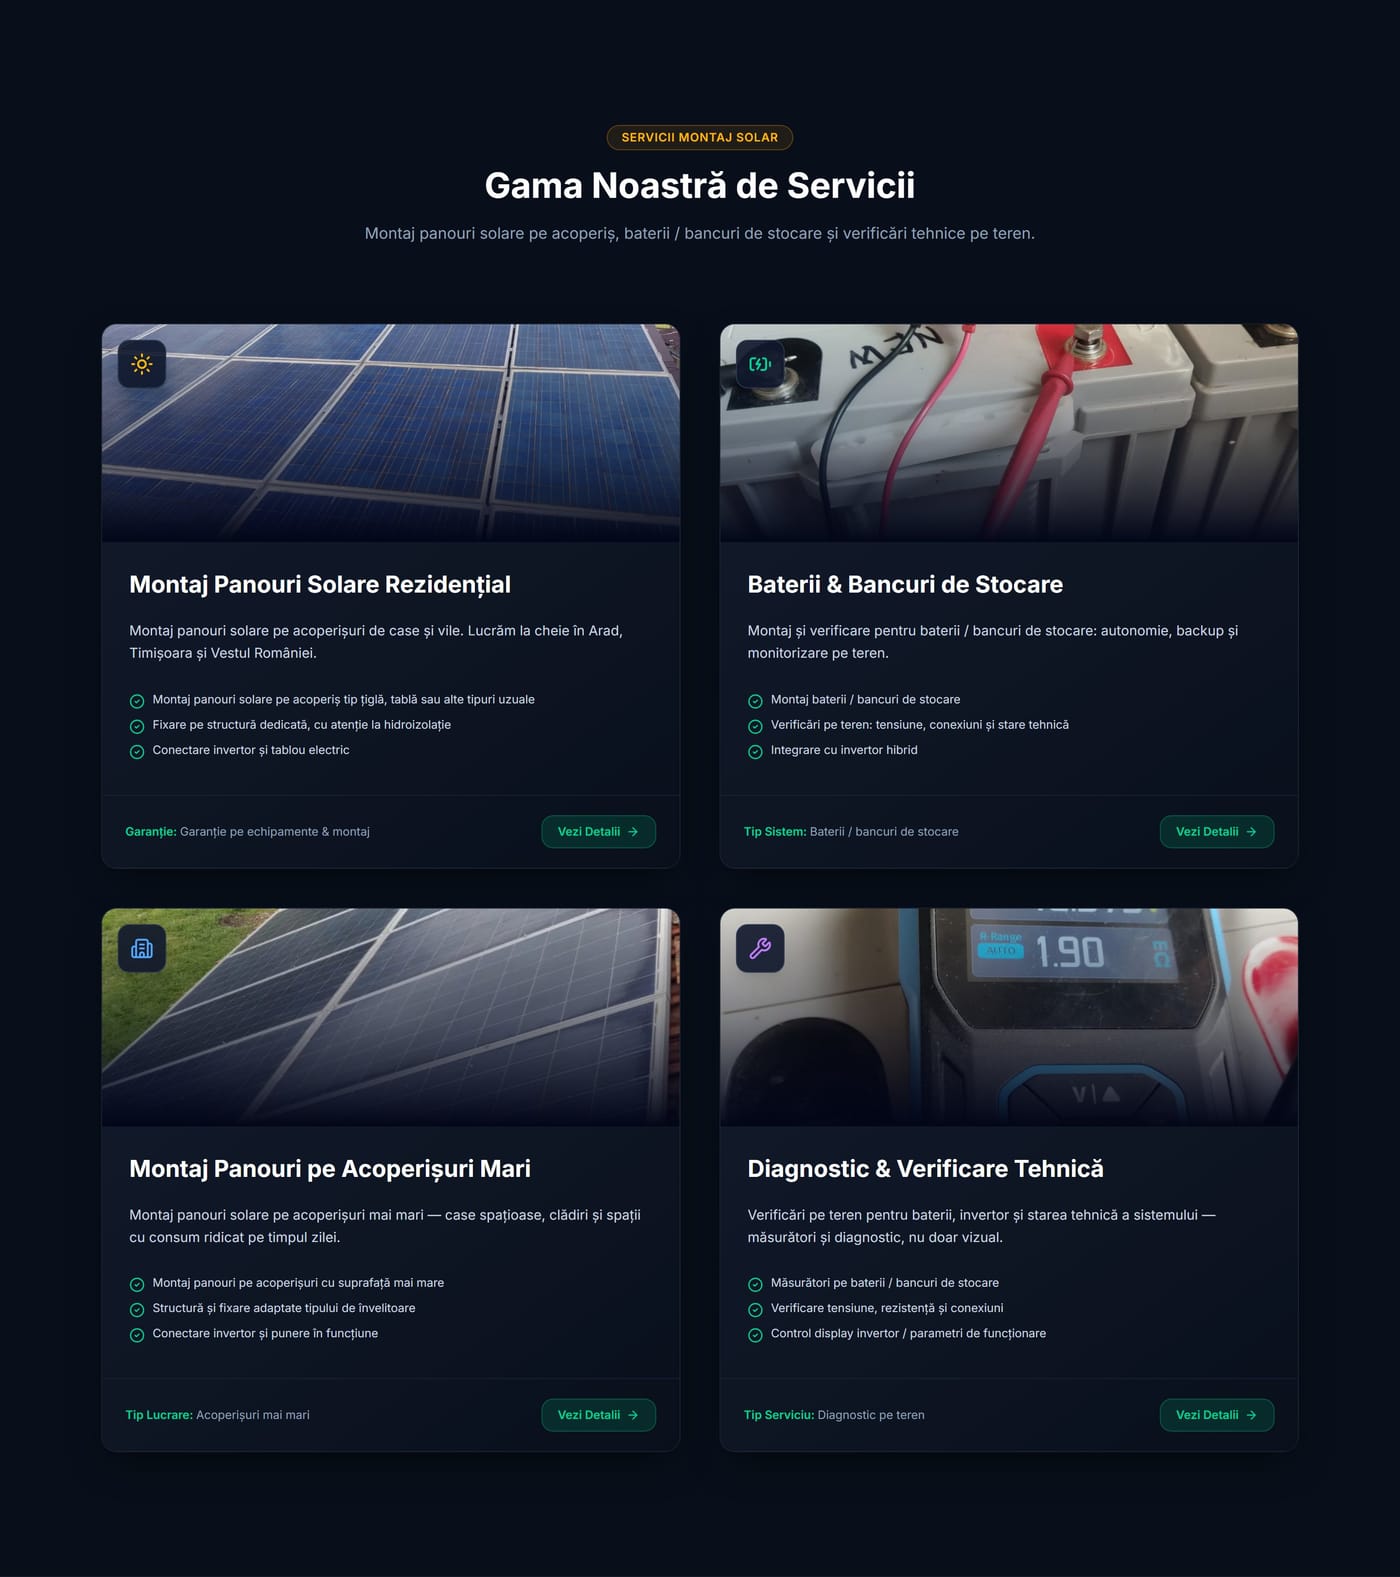 SERVICII MONTAJ SOLAR
Gama Noastră de Servicii
Montaj panouri solare pe acoperiș, baterii / bancuri de stocare și verificări tehnice pe teren.
Montaj Panouri Solare Rezidențial
Montaj panouri solare pe acoperișuri de case și vile. Lucrăm la cheie în Arad,
Timișoara și Vestul României.
Montaj panouri solare pe acoperiș tip țiglă, tablă sau alte tipuri uzuale
Fixare pe structură dedicată, cu atenție la hidroizolație
Conectare invertor și tablou electric
Garanție: Garanție pe echipamente & montaj
Vezi Detalii →
NEW
Baterii & Bancuri de Stocare
Montaj și verificare pentru baterii / bancuri de stocare: autonomie, backup și
monitorizare pe teren.
Montaj baterii / bancuri de stocare
Verificări pe teren: tensiune, conexiuni și stare tehnică
Integrare cu invertor hibrid
Tip Sistem: Baterii / bancuri de stocare
Vezi Detalii →
Montaj Panouri pe Acoperișuri Mari
Montaj panouri solare pe acoperișuri mai mari — case spațioase, clădiri și spații
cu consum ridicat pe timpul zilei.
Montaj panouri pe acoperișuri cu suprafață mai mare
Structură și fixare adaptate tipului de învelitoare
Conectare invertor și punere în funcțiune
Tip Lucrare: Acoperișuri mai mari
Vezi Detalii →
R-Range
AUTO
1.90
V
Diagnostic & Verificare Tehnică
Verificări pe teren pentru baterii, invertor și starea tehnică a sistemului —
măsurători și diagnostic, nu doar vizual.
Măsurători pe baterii / bancuri de stocare
Verificare tensiune, rezistență și conexiuni
Control display invertor / parametri de funcționare
Tip Serviciu: Diagnostic pe teren
Vezi Detalii →